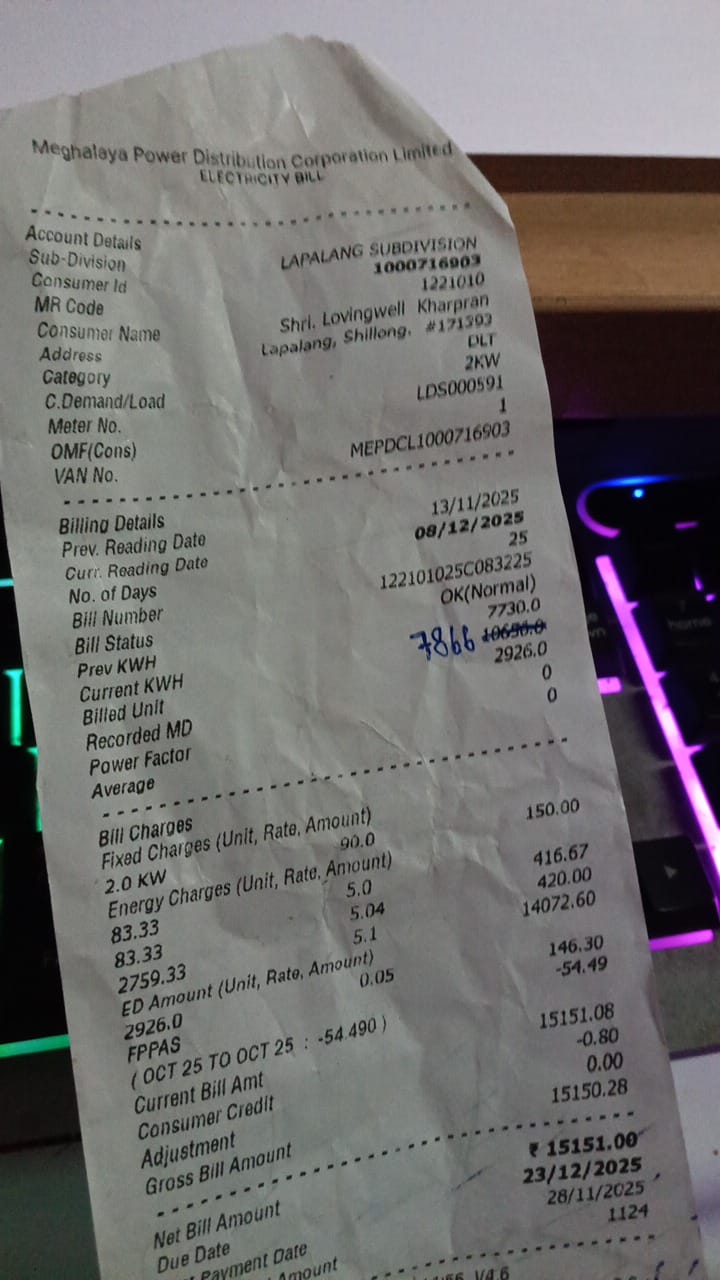 Meghalaya Power Distribution Corporation Limited
ELECTRICITY BILL
Account Details
Sub-Division LAPALANG SUBDIVISION
Consumer Id 1000716903
MR Code 1221010
Consumer Name Shri. Lovingwell Kharpran
Address Lapalang, Shillong, #171393
Category DLT
C.Demand/Load 2KW
Meter No. LDS000591
OMF(Cons) 1
VAN No. MEPDCL1000716903
Billing Details
Prev. Reading Date 13/11/2025
Curr. Reading Date 08/12/2025
No. of Days 25
Bill Number 122101025C083225
Bill Status OK(Normal)
Prev KWH 7730.0
Current KWH 7866 10656.0
Billed Unit 2926.0
Recorded MD 0
Power Factor 0
Average
Bill Charges
Fixed Charges (Unit, Rate, Amount)
2.0 KW 90.0 150.00
Energy Charges (Unit, Rate, Amount)
83.33 5.0 416.67
83.33 5.04 420.00
2759.33 5.1 14072.60
ED Amount (Unit, Rate, Amount)
2926.0 0.05 146.30
FPPAS -54.49
( OCT 25 TO OCT 25 : -54.490 )
Current Bill Amt 15151.08
Consumer Credit -0.80
Adjustment 0.00
Gross Bill Amount 15150.28
Net Bill Amount ₹ 15151.00
Due Date 23/12/2025
Payment Date 28/11/2025
Amount 1124
V4.6